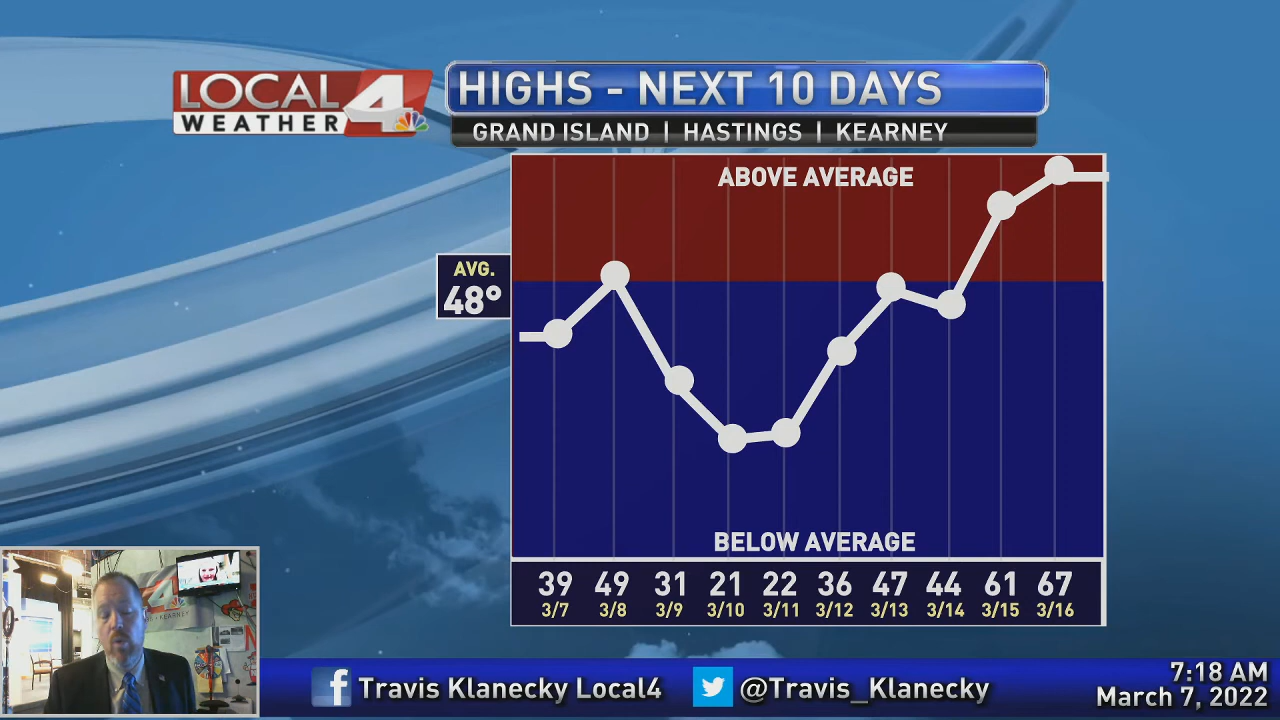 LOCAL 4
WEATHER
HIGHS - NEXT 10 DAYS
GRAND ISLAND | HASTINGS | KEARNEY
ABOVE AVERAGE
AVG.
48°
BELOW AVERAGE
39 49 31 21 22 36 47 44 61 67
3/7 3/8 3/9 3/10 3/11 3/12 3/13 3/14 3/15 3/16
KEARNEY
Travis Klanecky Local4
@Travis_Klanecky
7:18 AM
March 7, 2022